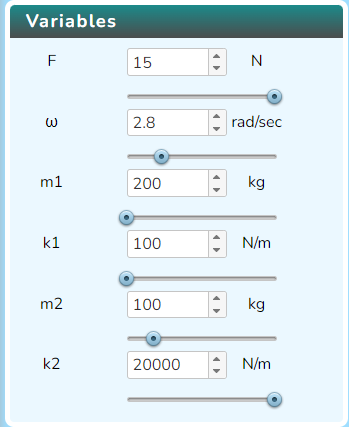 Variables
F 15 N
ω 2.8 rad/sec
m1 200 kg
k1 100 N/m
m2 100 kg
k2 20000 N/m